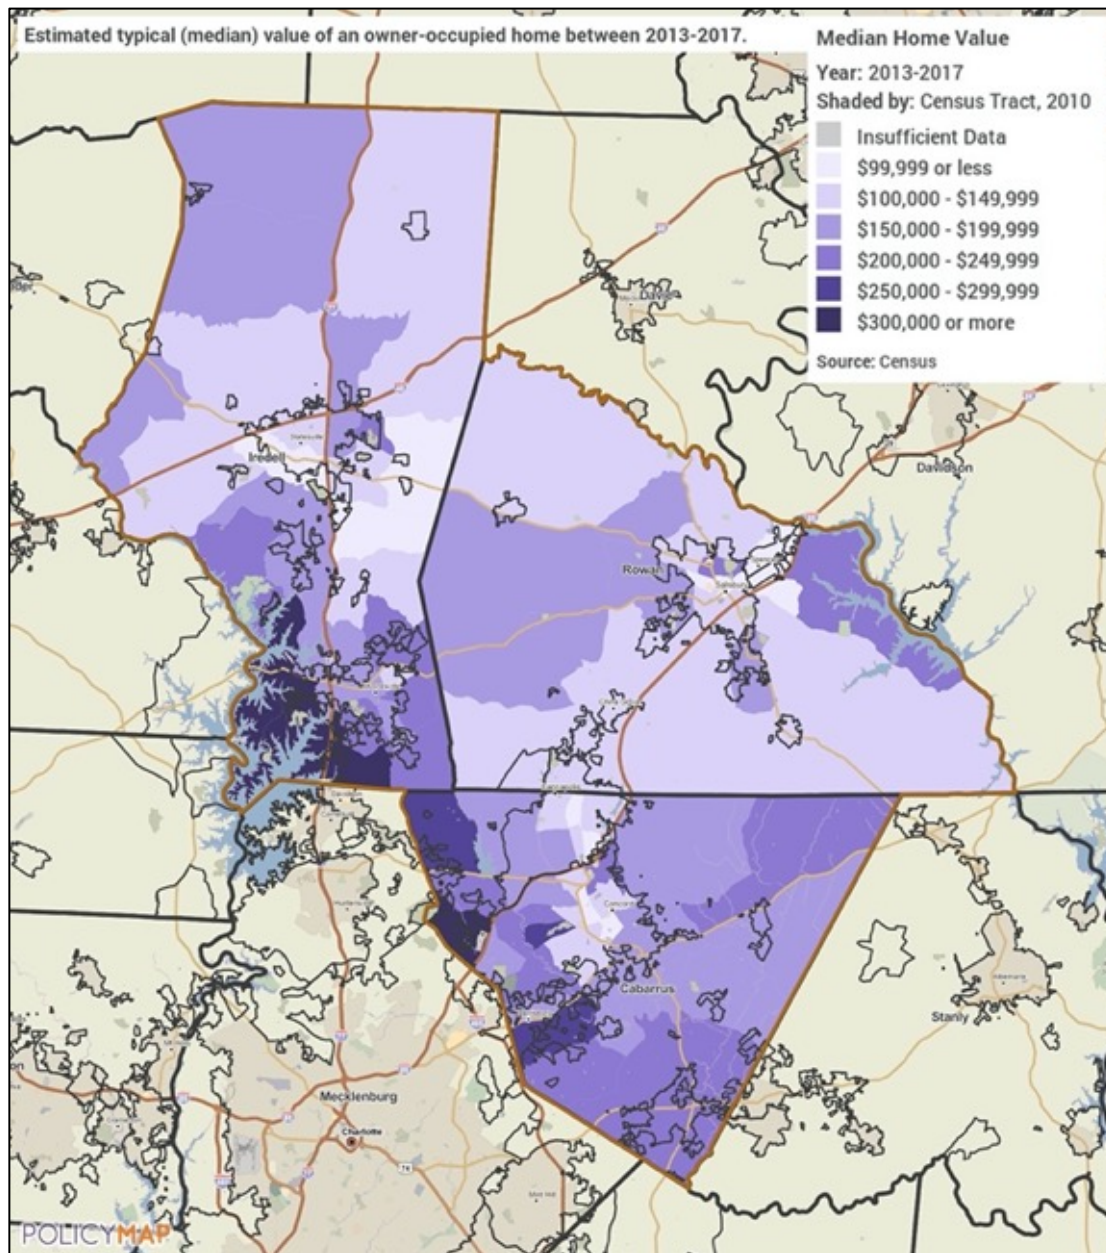 Estimated typical (median) value of an owner-occupied home between 2013-2017.
Median Home Value
Year: 2013-2017
Shaded by: Census Tract, 2010
Insufficient Data
$99,999 or less
$100,000 - $149,999
$150,000 - $199,999
$200,000 - $249,999
$250,000 - $299,999
$300,000 or more
Source: Census
Davie
Davidson
Iredell
Rowan
Cabarrus
Concord
Stanly
Mecklenburg
Charlotte
74
POLICYMAP